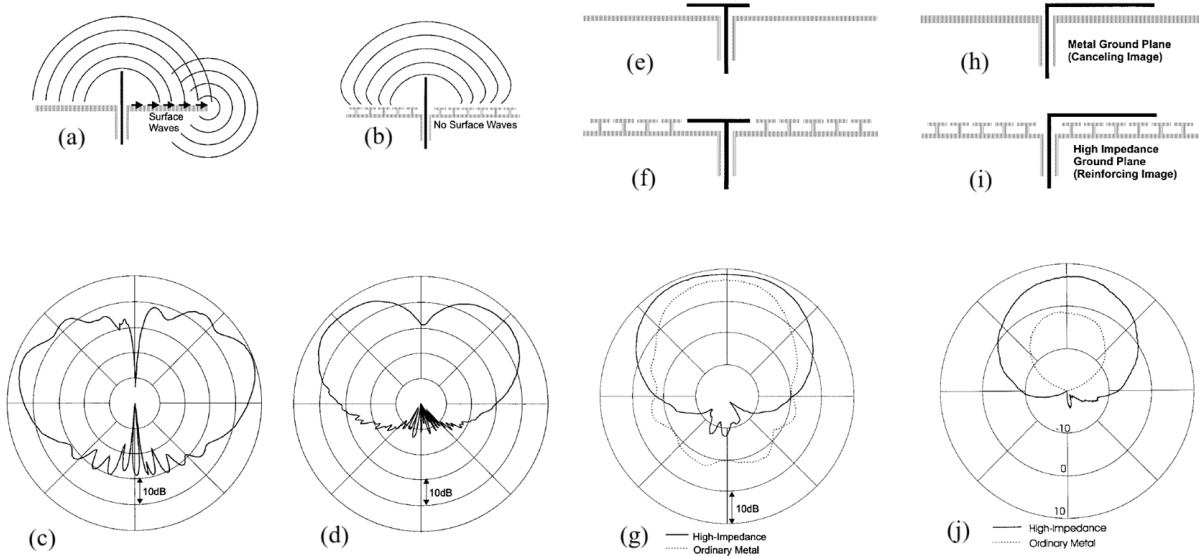 Surface
Waves
(a)
No Surface Waves
(b)
(e)
(f)
Metal Ground Plane
(Canceling Image)
(h)
High Impedance
Ground Plane
(Reinforcing Image)
(i)
10dB
(c)
10dB
(d)
10dB
(g)
High-Impedance
Ordinary Metal
-10
0
10
(j)
High-Impedance
Ordinary Metal